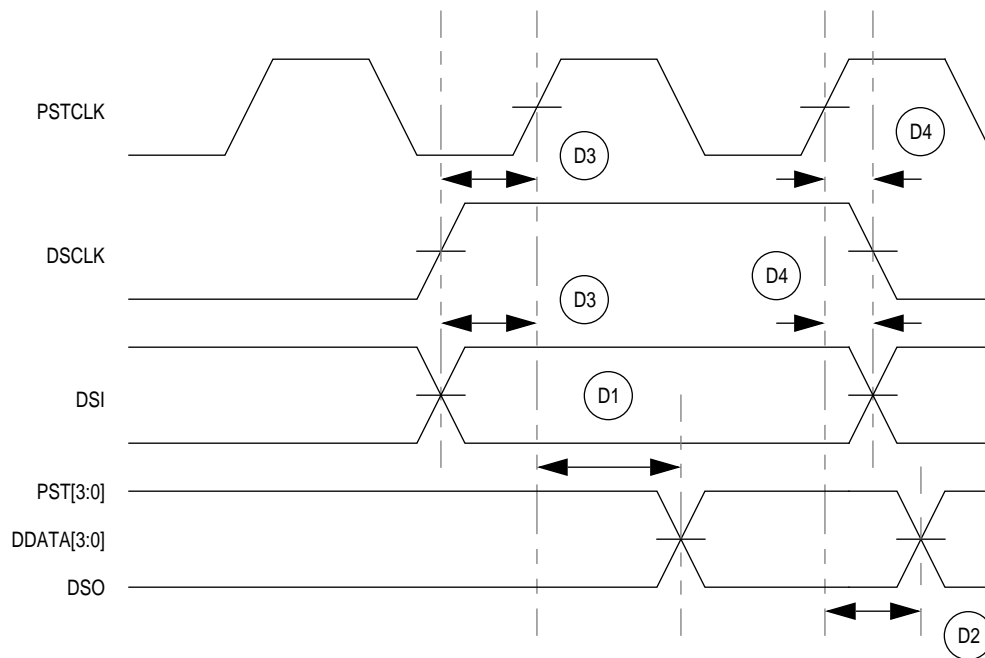 PSTCLK
D4
D3
DSCLK
D4
D3
DSI
D1
PST[3:0]
DDATA[3:0]
DSO
D2